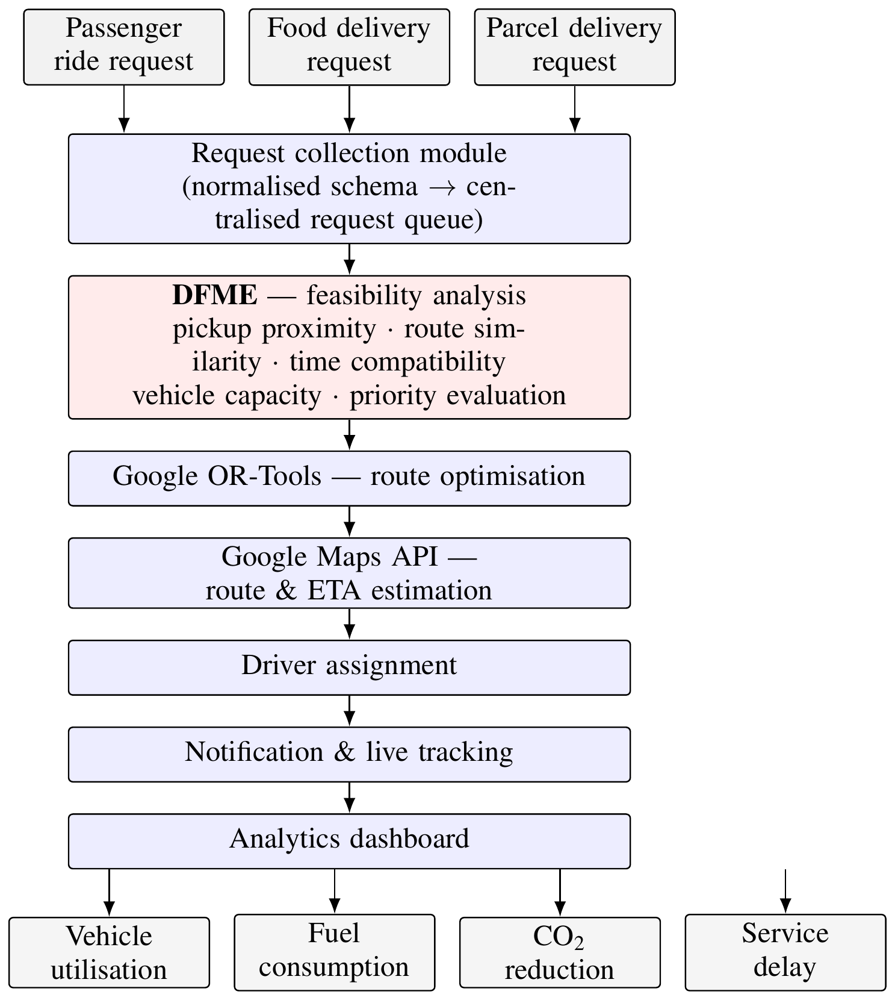 Passenger
ride request
Food delivery
request
Parcel delivery
request
Request collection module
(normalised schema → cen-
tralised request queue)
DFME — feasibility analysis
pickup proximity · route sim-
ilarity · time compatibility
vehicle capacity · priority evaluation
Google OR-Tools — route optimisation
Google Maps API —
route & ETA estimation
Driver assignment
Notification & live tracking
Analytics dashboard
Vehicle
utilisation
Fuel
consumption
CO₂
reduction
Service
delay